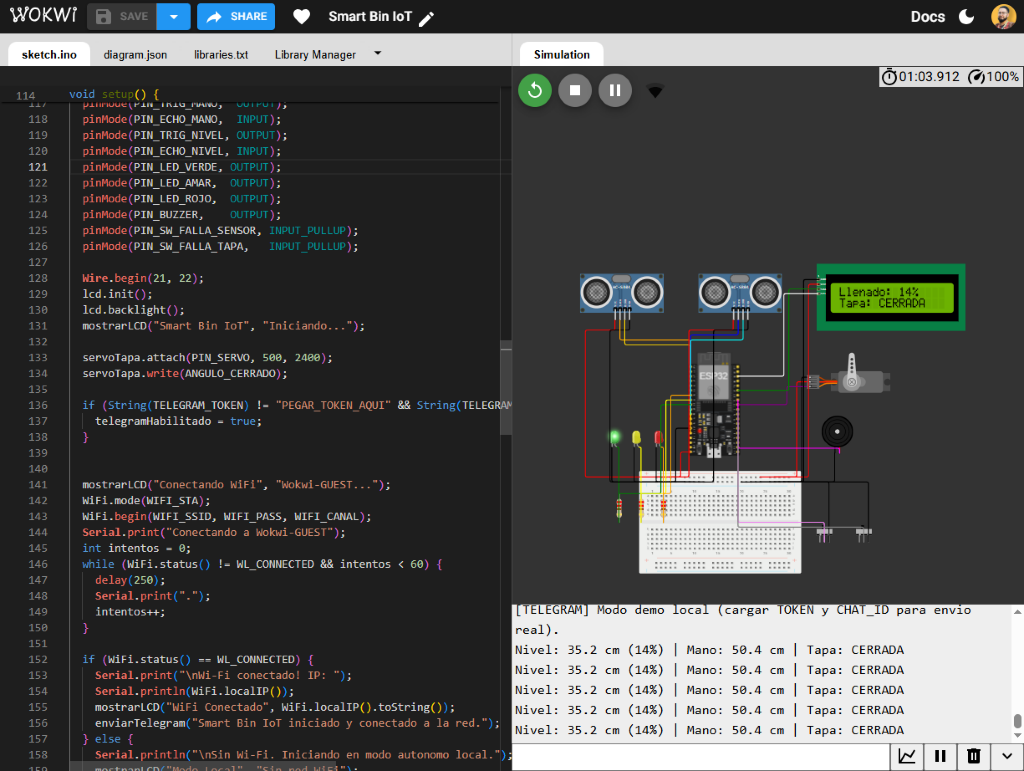 WOKWi
SAVE
SHARE
Smart Bin IoT
Docs
sketch.ino
diagram.json
libraries.txt
Library Manager
Simulation
114 void setup() {
117 pinMode(PIN_TRIG_MANO, OUTPUT);
118 pinMode(PIN_ECHO_MANO, INPUT);
119 pinMode(PIN_TRIG_NIVEL, OUTPUT);
120 pinMode(PIN_ECHO_NIVEL, INPUT);
121 pinMode(PIN_LED_VERDE, OUTPUT);
122 pinMode(PIN_LED_AMAR, OUTPUT);
123 pinMode(PIN_LED_ROJO, OUTPUT);
124 pinMode(PIN_BUZZER, OUTPUT);
125 pinMode(PIN_SW_FALLA_SENSOR, INPUT_PULLUP);
126 pinMode(PIN_SW_FALLA_TAPA, INPUT_PULLUP);
127
128 Wire.begin(21, 22);
129 lcd.init();
130 lcd.backlight();
131 mostrarLCD("Smart Bin IoT", "Iniciando...");
132
133 servoTapa.attach(PIN_SERVO, 500, 2400);
134 servoTapa.write(ANGULO_CERRADO);
135
136 if (String(TELEGRAM_TOKEN) != "PEGAR_TOKEN_AQUI" && String(TELEGRAM
137 telegramHabilitado = true;
138 }
139
140
141 mostrarLCD("Conectando WiFi", "Wokwi-GUEST...");
142 WiFi.mode(WIFI_STA);
143 WiFi.begin(WIFI_SSID, WIFI_PASS, WIFI_CANAL);
144 Serial.print("Conectando a Wokwi-GUEST");
145 int intentos = 0;
146 while (WiFi.status() != WL_CONNECTED && intentos < 60) {
147 delay(250);
148 Serial.print(".");
149 intentos++;
150 }
151
152 if (WiFi.status() == WL_CONNECTED) {
153 Serial.print("\nWi-Fi conectado! IP: ");
154 Serial.println(WiFi.localIP());
155 mostrarLCD("WiFi Conectado", WiFi.localIP().toString());
156 enviarTelegram("Smart Bin IoT iniciado y conectado a la red.");
157 } else {
158 Serial.println("\nSin Wi-Fi. Iniciando en modo autonomo local.");
159 mostrarLCD("Modo Local", "Sin red WiFi");
01:03.912
100%
Llenado: 14%
Tapa: CERRADA
ESP32
[TELEGRAM] Modo demo local (cargar TOKEN y CHAT_ID para envio
real).
Nivel: 35.2 cm (14%) | Mano: 50.4 cm | Tapa: CERRADA
Nivel: 35.2 cm (14%) | Mano: 50.4 cm | Tapa: CERRADA
Nivel: 35.2 cm (14%) | Mano: 50.4 cm | Tapa: CERRADA
Nivel: 35.2 cm (14%) | Mano: 50.4 cm | Tapa: CERRADA
Nivel: 35.2 cm (14%) | Mano: 50.4 cm | Tapa: CERRADA